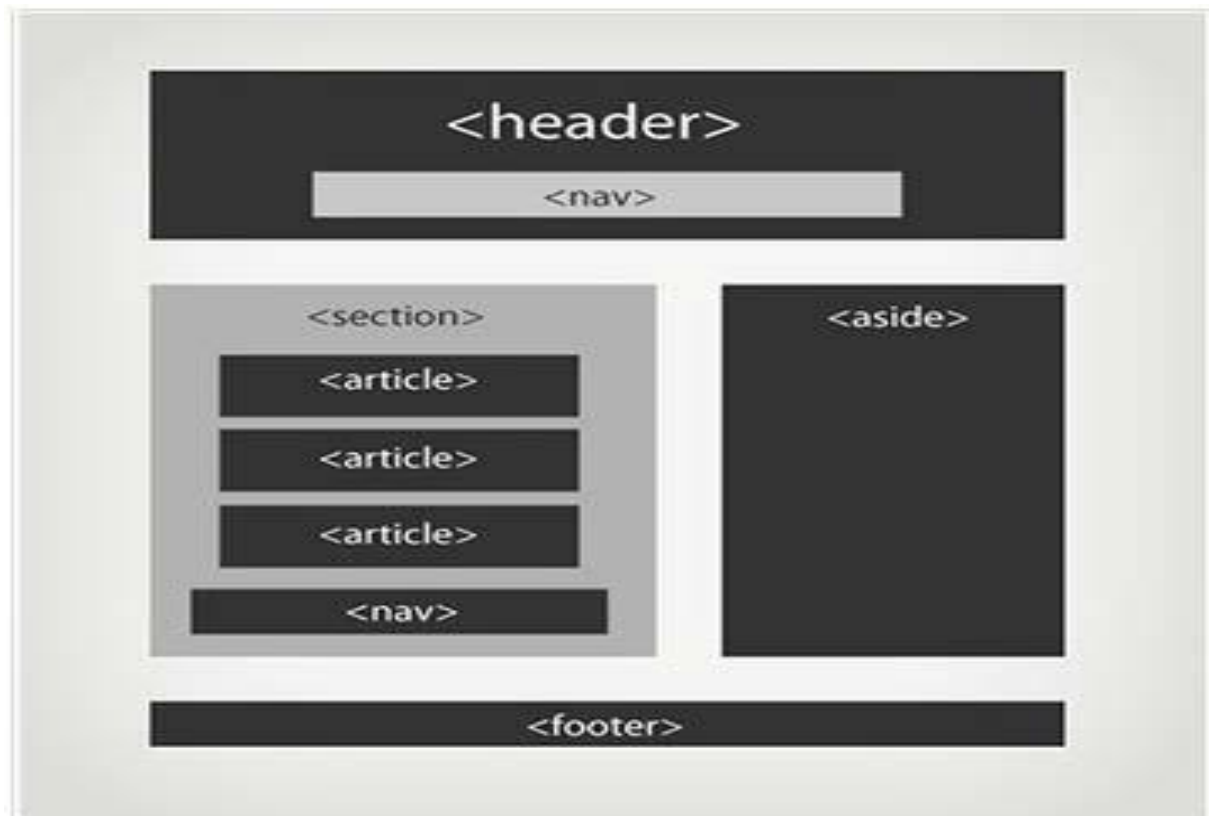 <header>
<nav>
<section>
<article>
<article>
<article>
<nav>
<aside>
<footer>